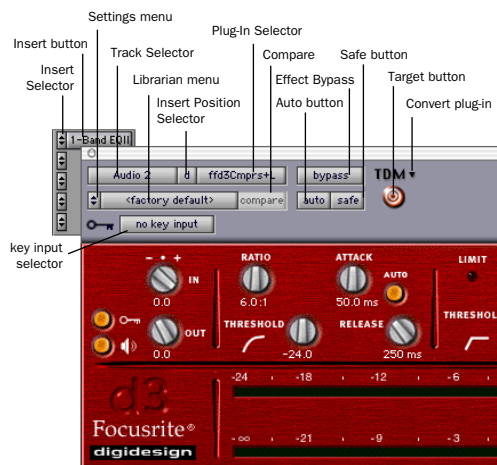 Settings menu
Insert button
Plug-In Selector
Insert Selector
Track Selector
Compare
Safe button
Librarian menu
Effect Bypass
Target button
Insert Position Selector
Auto button
Convert plug-in
1-Band EQII
Audio 2 d ffd3Cmprs+L bypass TDM
<factory default> compare auto safe
no key input
key input selector
- • +
RATIO
ATTACK
LIMIT
IN
AUTO
0.0
6.0:1
50.0 ms
THRESHOLD
RELEASE
THRESHOL
OUT
0.0
-24.0
250 ms
d3
-24 -18 -12 -6
Focusrite®
-∞ -21 -9 -3
digidesign